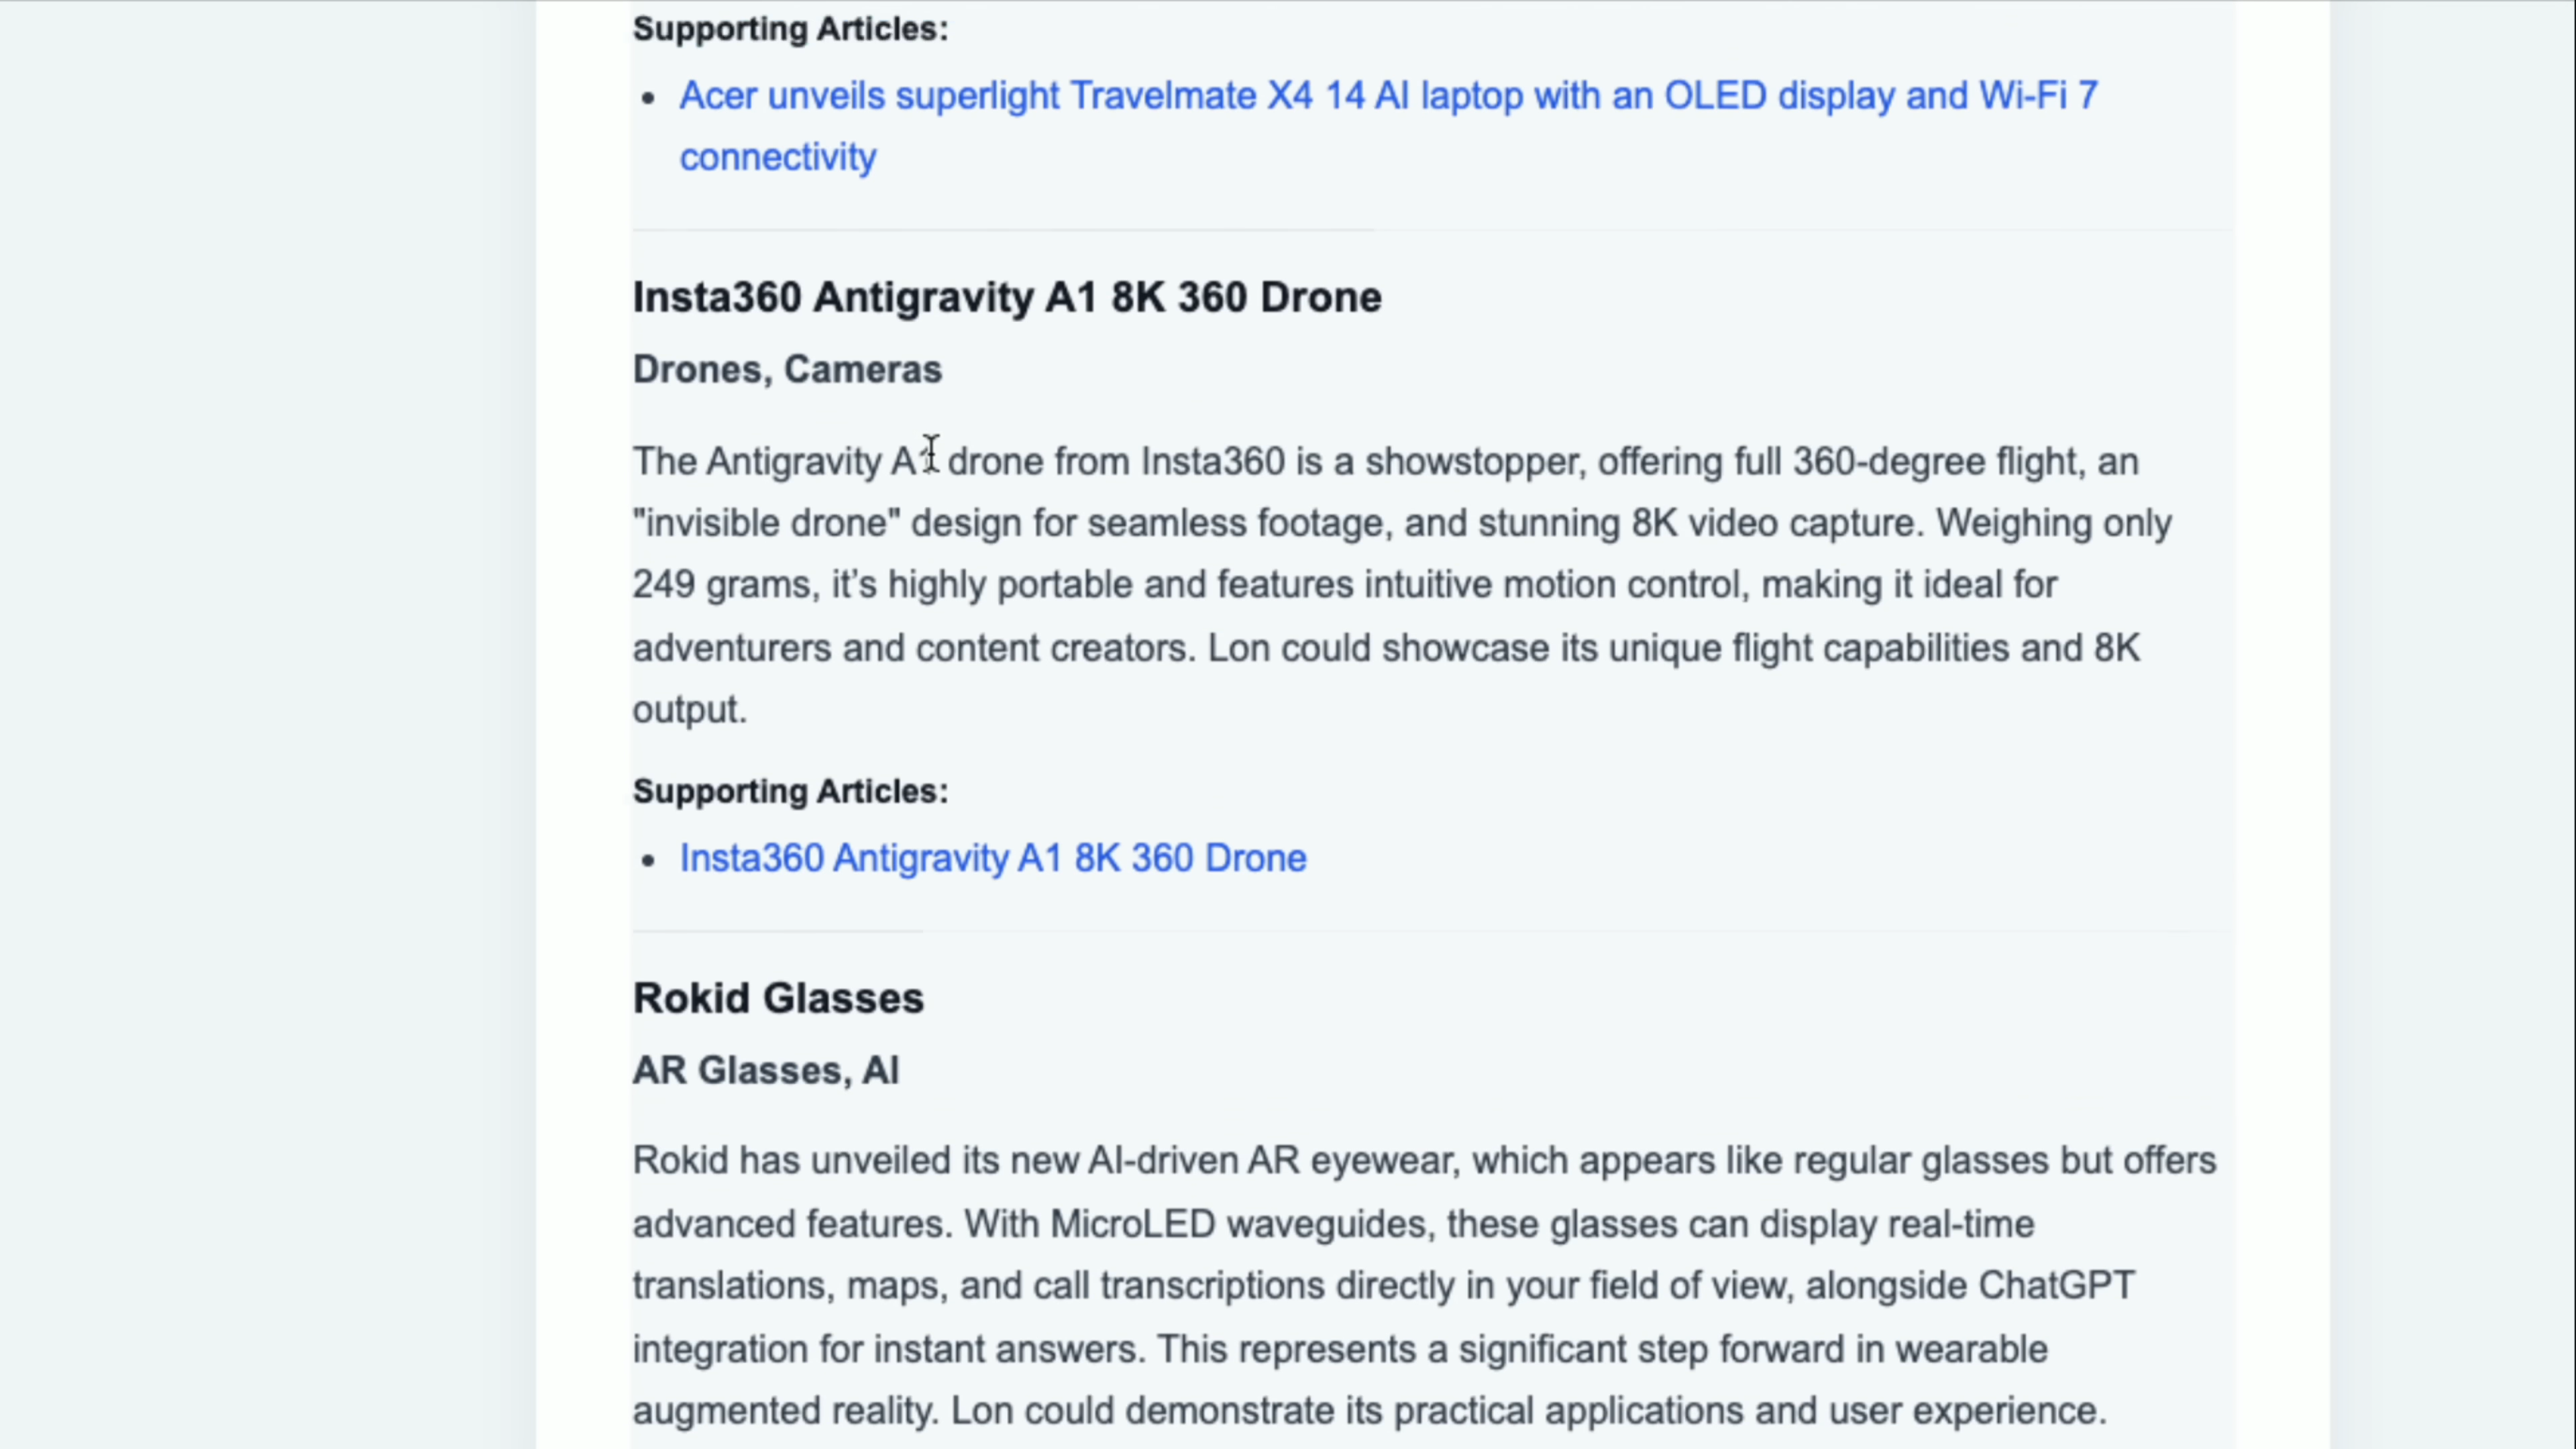 Supporting Articles:
• Acer unveils superlight Travelmate X4 14 AI laptop with an OLED display and Wi-Fi 7
connectivity
Insta360 Antigravity A1 8K 360 Drone
Drones, Cameras
The Antigravity A1 drone from Insta360 is a showstopper, offering full 360-degree flight, an
"invisible drone" design for seamless footage, and stunning 8K video capture. Weighing only
249 grams, it’s highly portable and features intuitive motion control, making it ideal for
adventurers and content creators. Lon could showcase its unique flight capabilities and 8K
output.
Supporting Articles:
• Insta360 Antigravity A1 8K 360 Drone
Rokid Glasses
AR Glasses, AI
Rokid has unveiled its new AI-driven AR eyewear, which appears like regular glasses but offers
advanced features. With MicroLED waveguides, these glasses can display real-time
translations, maps, and call transcriptions directly in your field of view, alongside ChatGPT
integration for instant answers. This represents a significant step forward in wearable
augmented reality. Lon could demonstrate its practical applications and user experience.